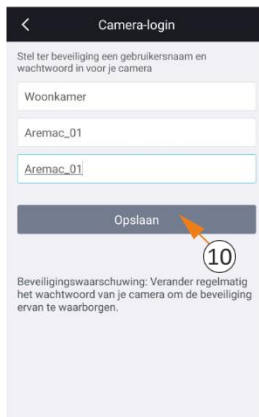 Camera-login
Stel ter beveiliging een gebruikersnaam en
wachtwoord in voor je camera
Woonkamer
Aremac_01
Aremac_01
Opslaan
10
Beveiligingswaarschuwing: Verander regelmatig
het wachtwoord van je camera om de beveiliging
ervan te waarborgen.